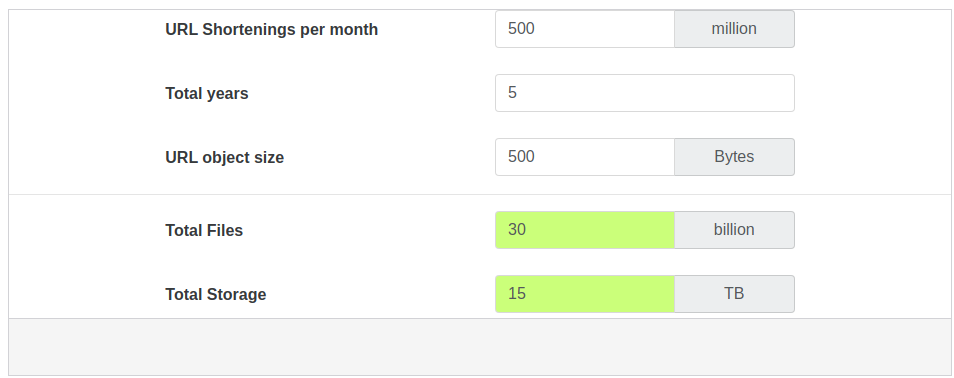 URL Shortenings per month 500 million
Total years 5
URL object size 500 Bytes
Total Files 30 billion
Total Storage 15 TB